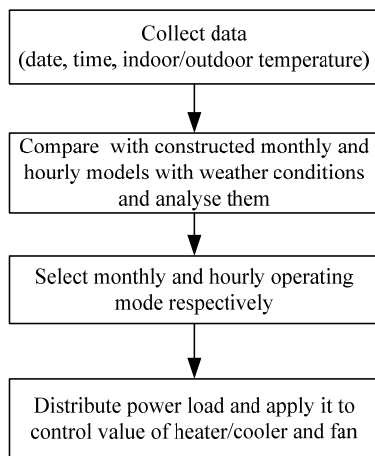 Collect data
(date, time, indoor/outdoor temperature)
Compare with constructed monthly and
hourly models with weather conditions
and analyse them
Select monthly and hourly operating
mode respectively
Distribute power load and apply it to
control value of heater/cooler and fan